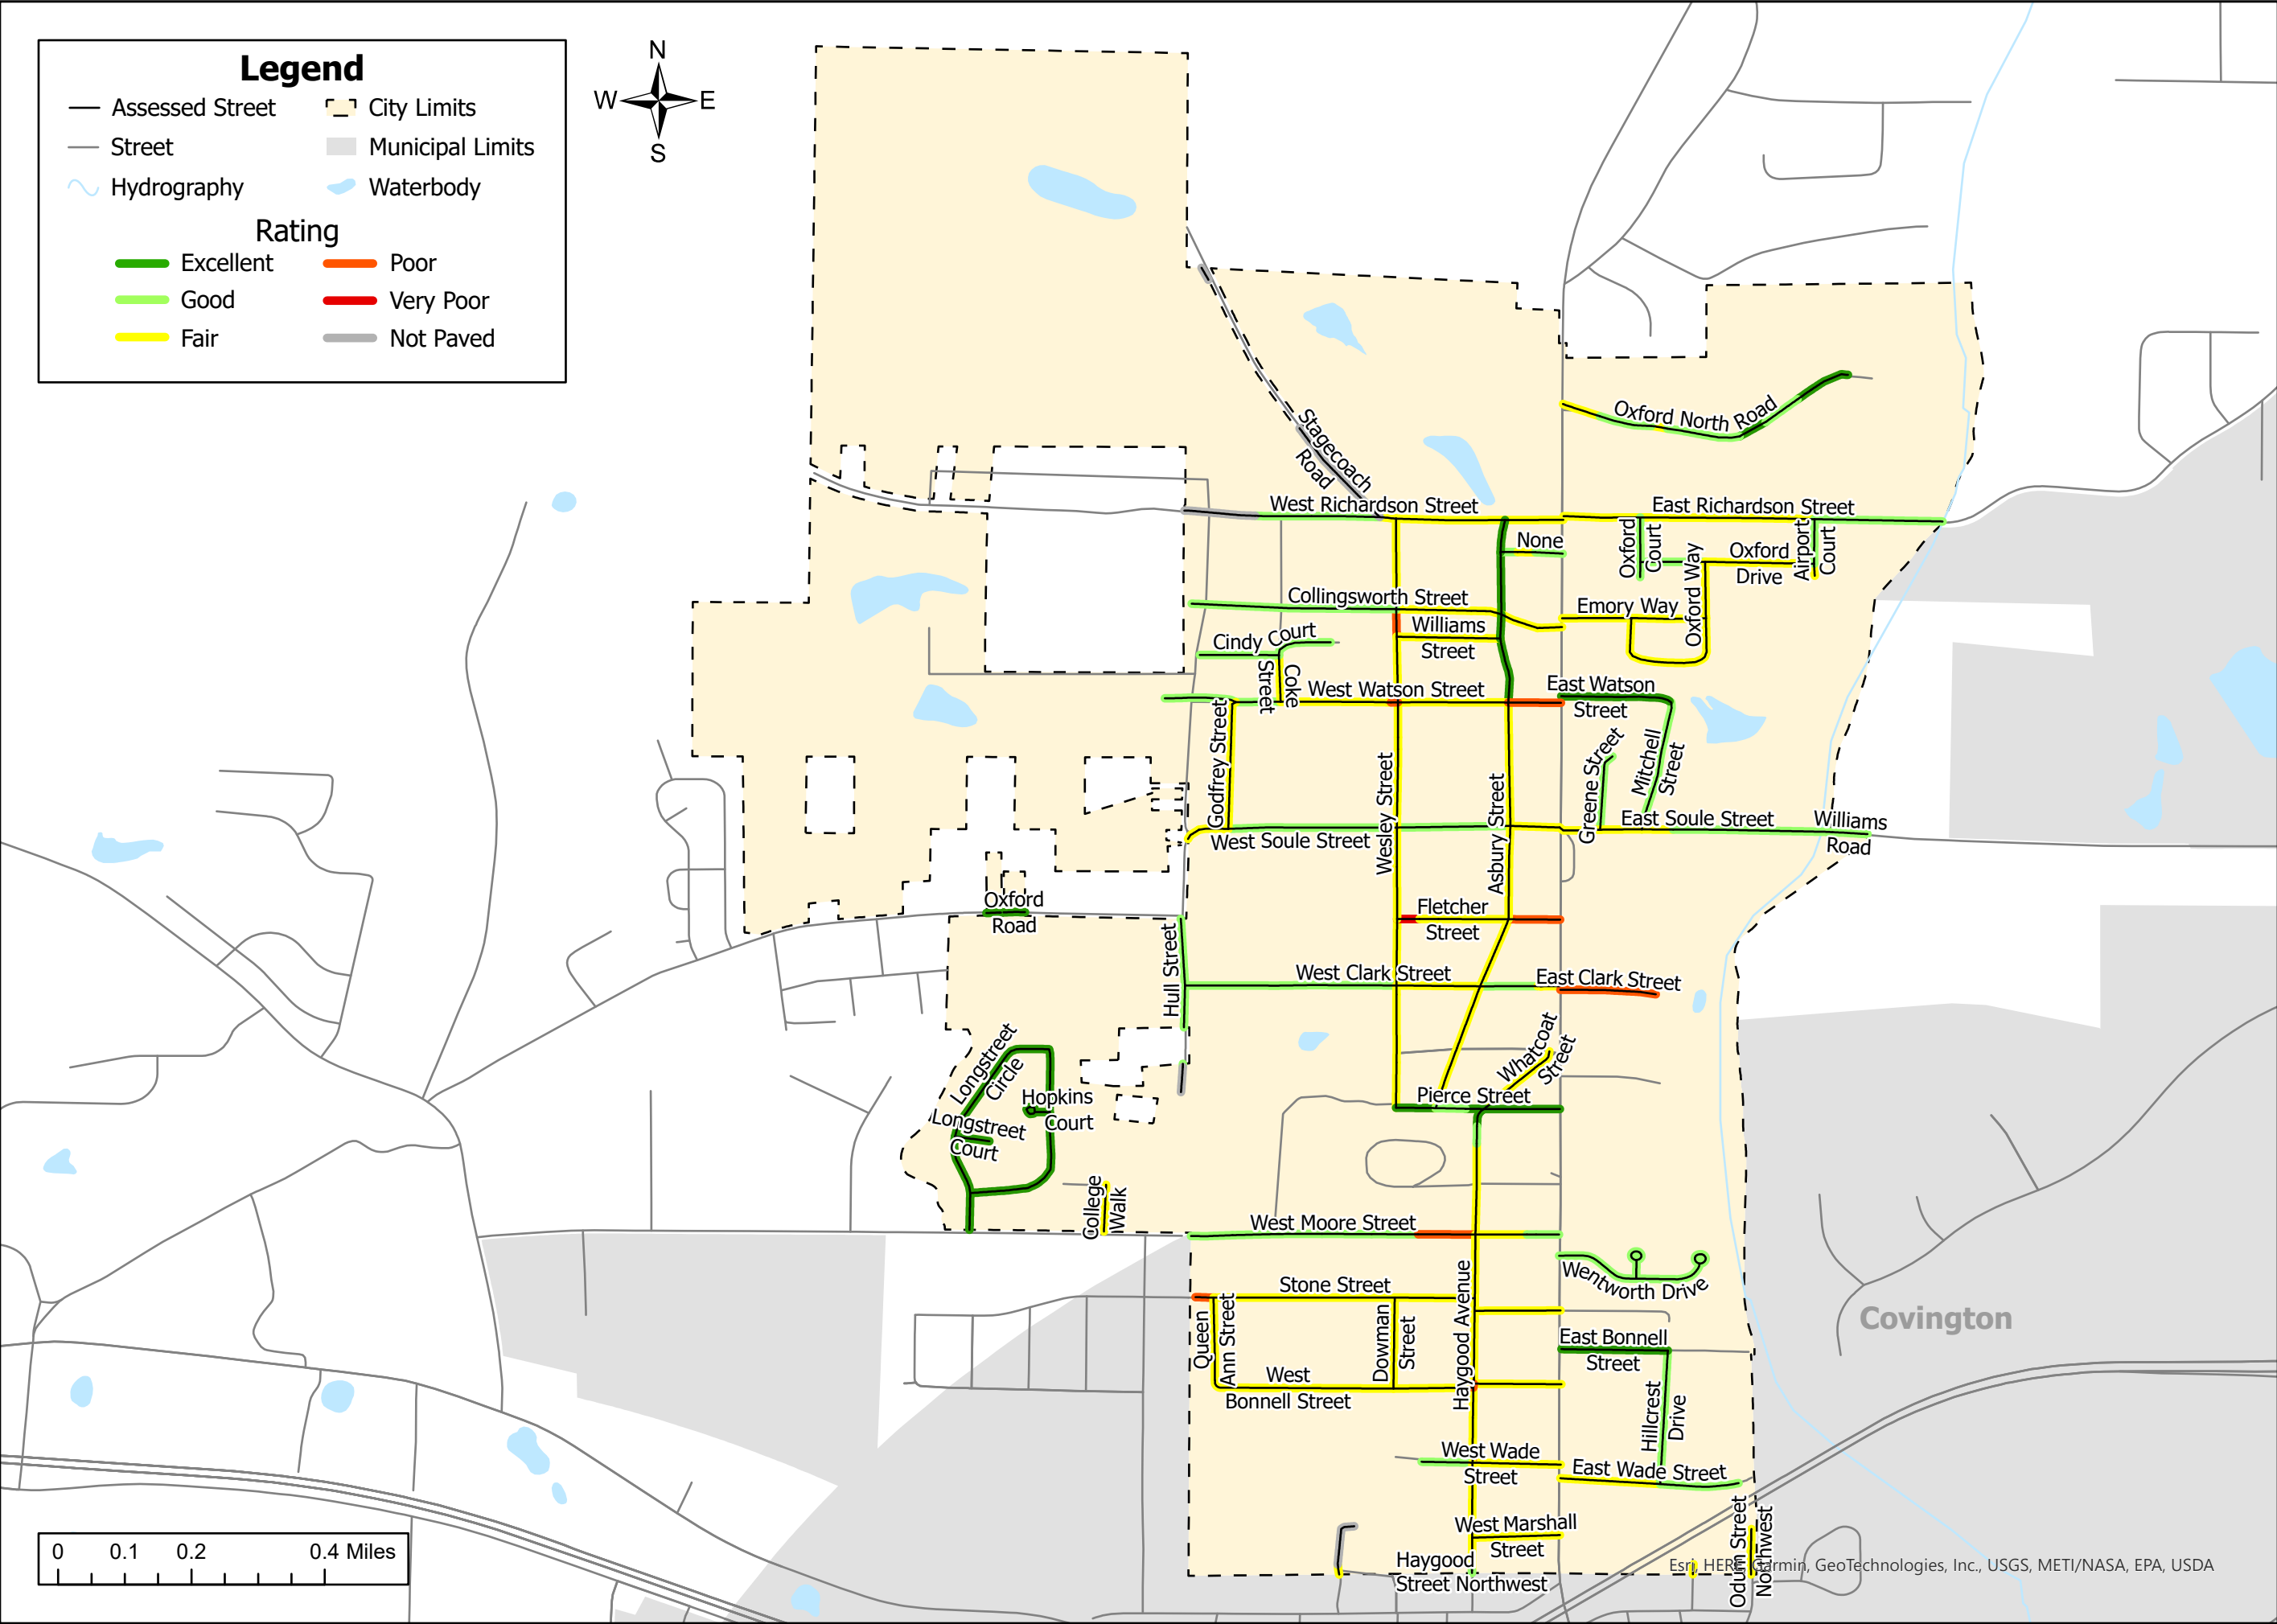 Legend
Assessed Street
City Limits
Street
Municipal Limits
Hydrography
Waterbody
Rating
Excellent
Poor
Good
Very Poor
Fair
Not Paved
N
W
E
S
Oxford North Road
Stagecoach
Road
West Richardson Street
East Richardson Street
None
Oxford
Court
Oxford Way
Oxford
Drive
Airport
Court
Collingsworth Street
Emory Way
Williams
Street
Cindy Court
Coke
Street
West Watson Street
East Watson
Street
Godfrey Street
Wesley Street
Asbury Street
Greene Street
Mitchell
Street
East Soule Street
Williams
Road
West Soule Street
Oxford
Road
Fletcher
Street
Hull Street
West Clark Street
East Clark Street
Longstreet
Circle
Hopkins
Court
Longstreet
Court
Whatcoat
Street
Pierce Street
College
Walk
West Moore Street
Wentworth Drive
Stone Street
Queen
Ann Street
Dowman
Street
Haygood Avenue
East Bonnell
Street
West
Bonnell Street
Hillcrest
Drive
Covington
West Wade
Street
East Wade Street
West Marshall
Street
Haygood
Street Northwest
Odum Street
Northwest
0
0.1
0.2
0.4 Miles
Esri, HERE, Garmin, GeoTechnologies, Inc., USGS, METI/NASA, EPA, USDA